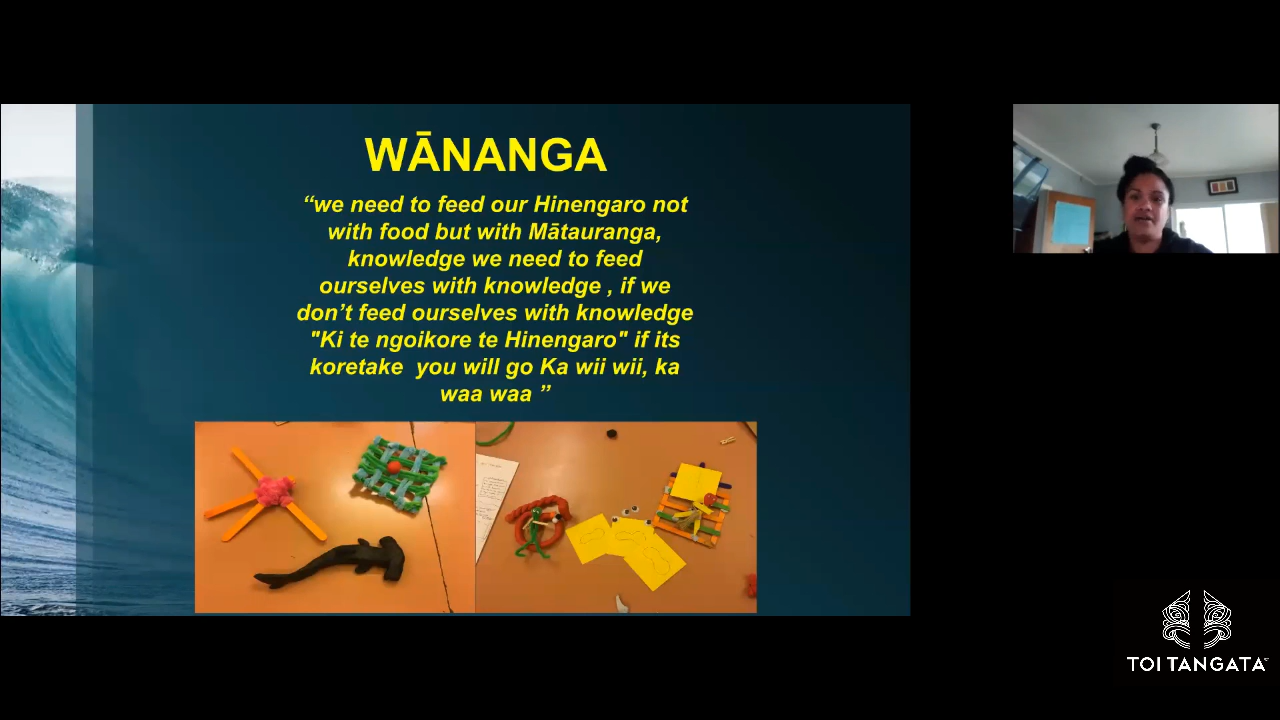 WĀNANGA
“we need to feed our Hinengaro not
with food but with Mātauranga,
knowledge we need to feed
ourselves with knowledge , if we
don’t feed ourselves with knowledge
"Ki te ngoikore te Hinengaro" if its
koretake  you will go Ka wii wii, ka
waa waa ”
TOI TANGATA